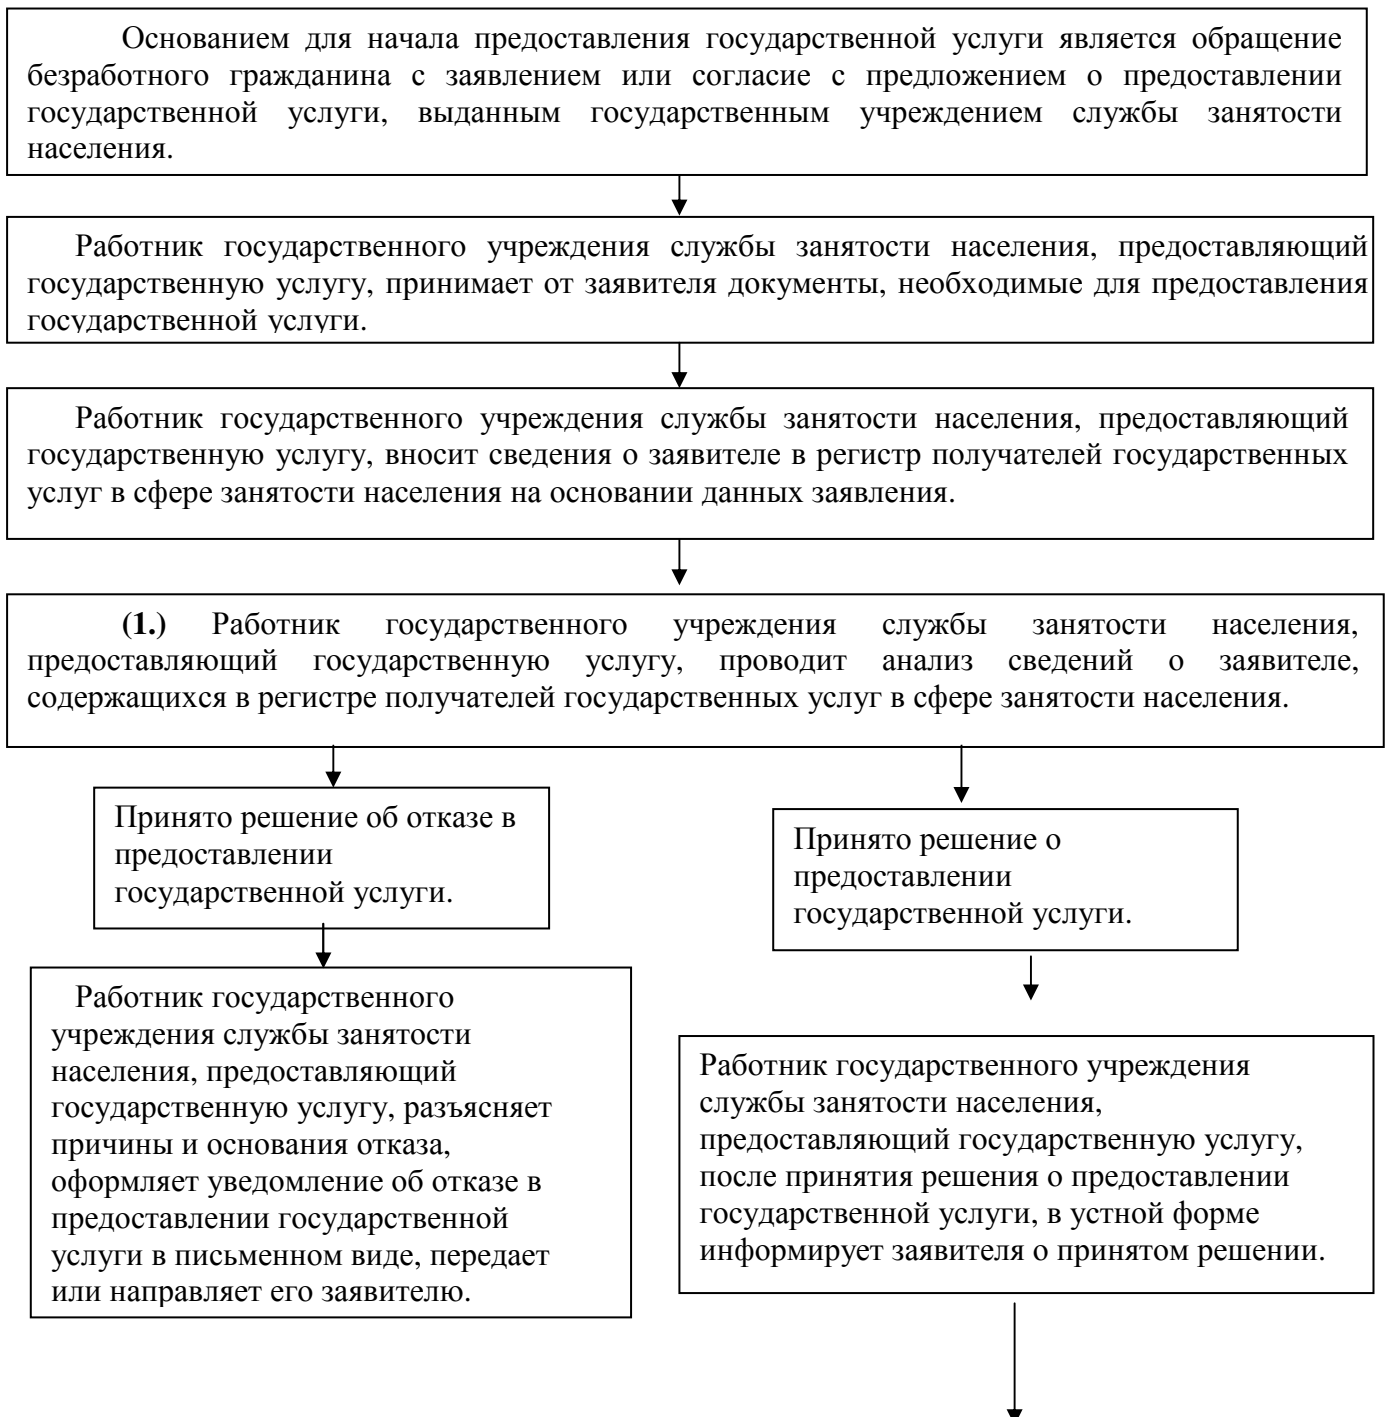 Основанием для начала предоставления государственной услуги является обращение
безработного гражданина с заявлением или согласие с предложением о предоставлении
государственной услуги, выданным государственным учреждением службы занятости
населения.
Работник государственного учреждения службы занятости населения, предоставляющий
государственную услугу, принимает от заявителя документы, необходимые для предоставления
государственной услуги.
Работник государственного учреждения службы занятости населения, предоставляющий
государственную услугу, вносит сведения о заявителе в регистр получателей государственных
услуг в сфере занятости населения на основании данных заявления.
(1.) Работник государственного учреждения службы занятости населения,
предоставляющий государственную услугу, проводит анализ сведений о заявителе,
содержащихся в регистре получателей государственных услуг в сфере занятости населения.
Принято решение об отказе в
предоставлении
государственной услуги.
Принято решение о
предоставлении
государственной услуги.
Работник государственного
учреждения службы занятости
населения, предоставляющий
государственную услугу, разъясняет
причины и основания отказа,
оформляет уведомление об отказе в
предоставлении государственной
услуги в письменном виде, передает
или направляет его заявителю.
Работник государственного учреждения
службы занятости населения,
предоставляющий государственную услугу,
после принятия решения о предоставлении
государственной услуги, в устной форме
информирует заявителя о принятом решении.